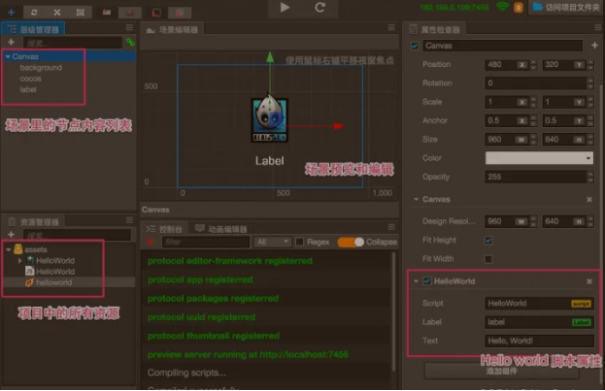 192.168.0.199:7456
访问项目文件夹
层级管理器
搜索...
Canvas
background
cocos
label
场景里的节点内容列表
场景编辑器
使用鼠标右键平移视窗焦点
500
0
Label
场景预览和编辑
0
500
1,000
Canvas
资源管理器
搜索...
assets
HelloWorld
HelloWorld
helloworld
项目中的所有资源
控制台
动画编辑器
filter
All
Regex
Collapse
protocol editor-framework registerred
protocol app registerred
protocol packages registerred
protocol uuid registerred
protocol thumbnail registerred
preview server running at http://localhost:7456
Compiling scripts...
Compiled successfully
属性检查器
Canvas
Position 480 X 320 Y
Rotation 0
Scale 1 X 1 Y
Anchor 0.5 X 0.5 Y
Size 960 W 640 H
Color
Opacity 255
Canvas
Design Resol... 960 W 640 H
Fit Height
Fit Width
HelloWorld
Script HelloWorld script
Label label Label
Text Hello, World!
Hello world 脚本属性
添加组件